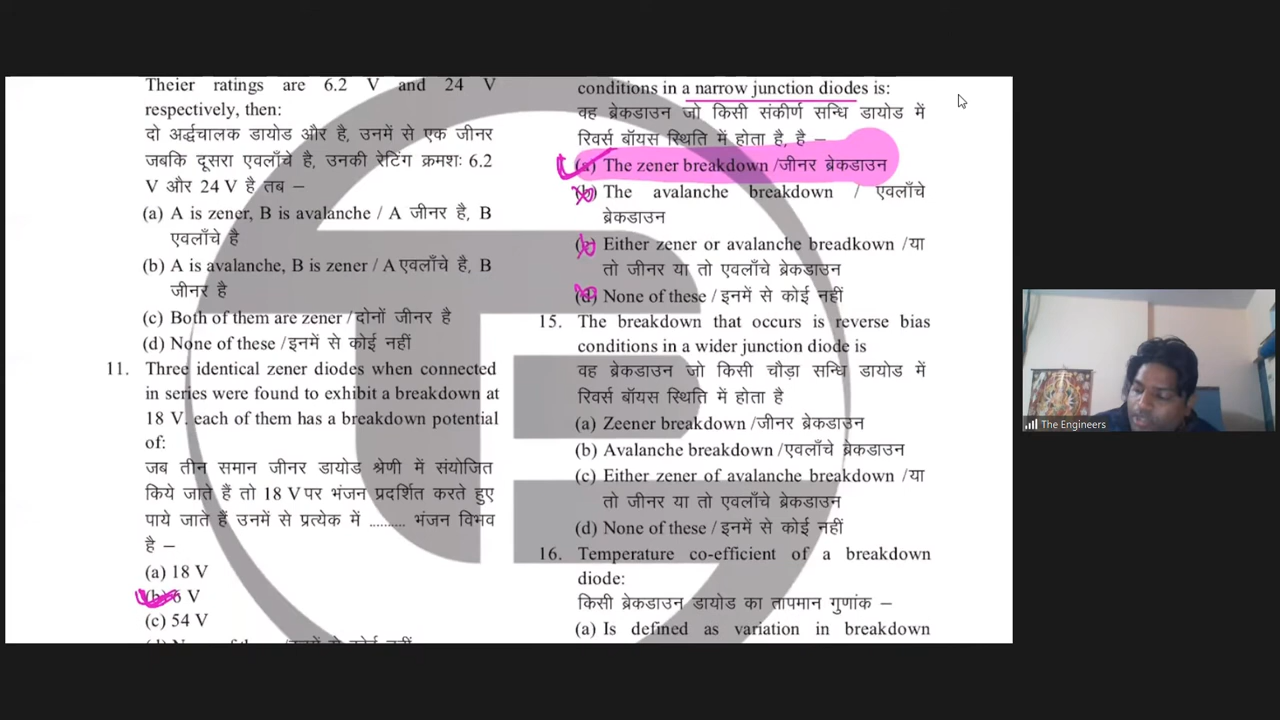 Theier ratings are 6.2 V and 24 V
respectively, then:
दो अर्द्धचालक डायोड और है, उनमें से एक जीनर
जबकि दूसरा एवलाँचे है, उनकी रेटिंग क्रमशः 6.2
V और 24 V है तब –
(a) A is zener, B is avalanche / A जीनर है, B
एवलाँचे है
(b) A is avalanche, B is zener / A एवलाँचे है, B
जीनर है
(c) Both of them are zener / दोनों जीनर है
(d) None of these / इनमें से कोई नहीं
11. Three identical zener diodes when connected
in series were found to exhibit a breakdown at
18 V. each of them has a breakdown potential
of:
जब तीन समान जीनर डायोड श्रेणी में संयोजित
किये जाते हैं तो 18 V पर भंजन प्रदर्शित करते हुए
पाये जाते हैं उनमें से प्रत्येक में .......... भंजन विभव
है –
(a) 18 V
(b) 6 V
(c) 54 V
conditions in a narrow junction diodes is:
वह ब्रेकडाउन जो किसी संकीर्ण सन्धि डायोड में
रिवर्स बॉयस स्थिति में होता है, है –
(a) The zener breakdown /जीनर ब्रेकडाउन
(b) The avalanche breakdown / एवलाँचे
ब्रेकडाउन
(c) Either zener or avalanche breadkown /या
तो जीनर या तो एवलाँचे ब्रेकडाउन
(d) None of these / इनमें से कोई नहीं
15. The breakdown that occurs is reverse bias
conditions in a wider junction diode is
वह ब्रेकडाउन जो किसी चौड़ा सन्धि डायोड में
रिवर्स बॉयस स्थिति में होता है
(a) Zeener breakdown /जीनर ब्रेकडाउन
(b) Avalanche breakdown /एवलाँचे ब्रेकडाउन
(c) Either zener of avalanche breakdown /या
तो जीनर या तो एवलाँचे ब्रेकडाउन
(d) None of these / इनमें से कोई नहीं
16. Temperature co-efficient of a breakdown
diode:
किसी ब्रेकडाउन डायोड का तापमान गुणांक –
(a) Is defined as variation in breakdown
The Engineers